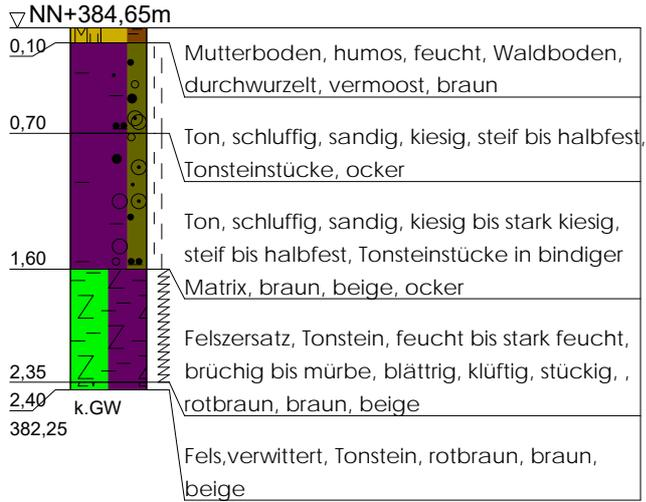 NN+384,65m
0,10
Mutterboden, humos, feucht, Waldboden,
durchwurzelt, vermoost, braun
0,70
Ton, schluffig, sandig, kiesig, steif bis halbfest,
Tonsteinstücke, ocker
1,60
Ton, schluffig, sandig, kiesig bis stark kiesig,
steif bis halbfest, Tonsteinstücke in bindiger
Matrix, braun, beige, ocker
2,35
Felszersatz, Tonstein, feucht bis stark feucht,
brüchig bis mürbe, blättrig, klüftig, stückig, ,
rotbraun, braun, beige
2,40
k.GW
382,25
Fels,verwittert, Tonstein, rotbraun, braun,
beige